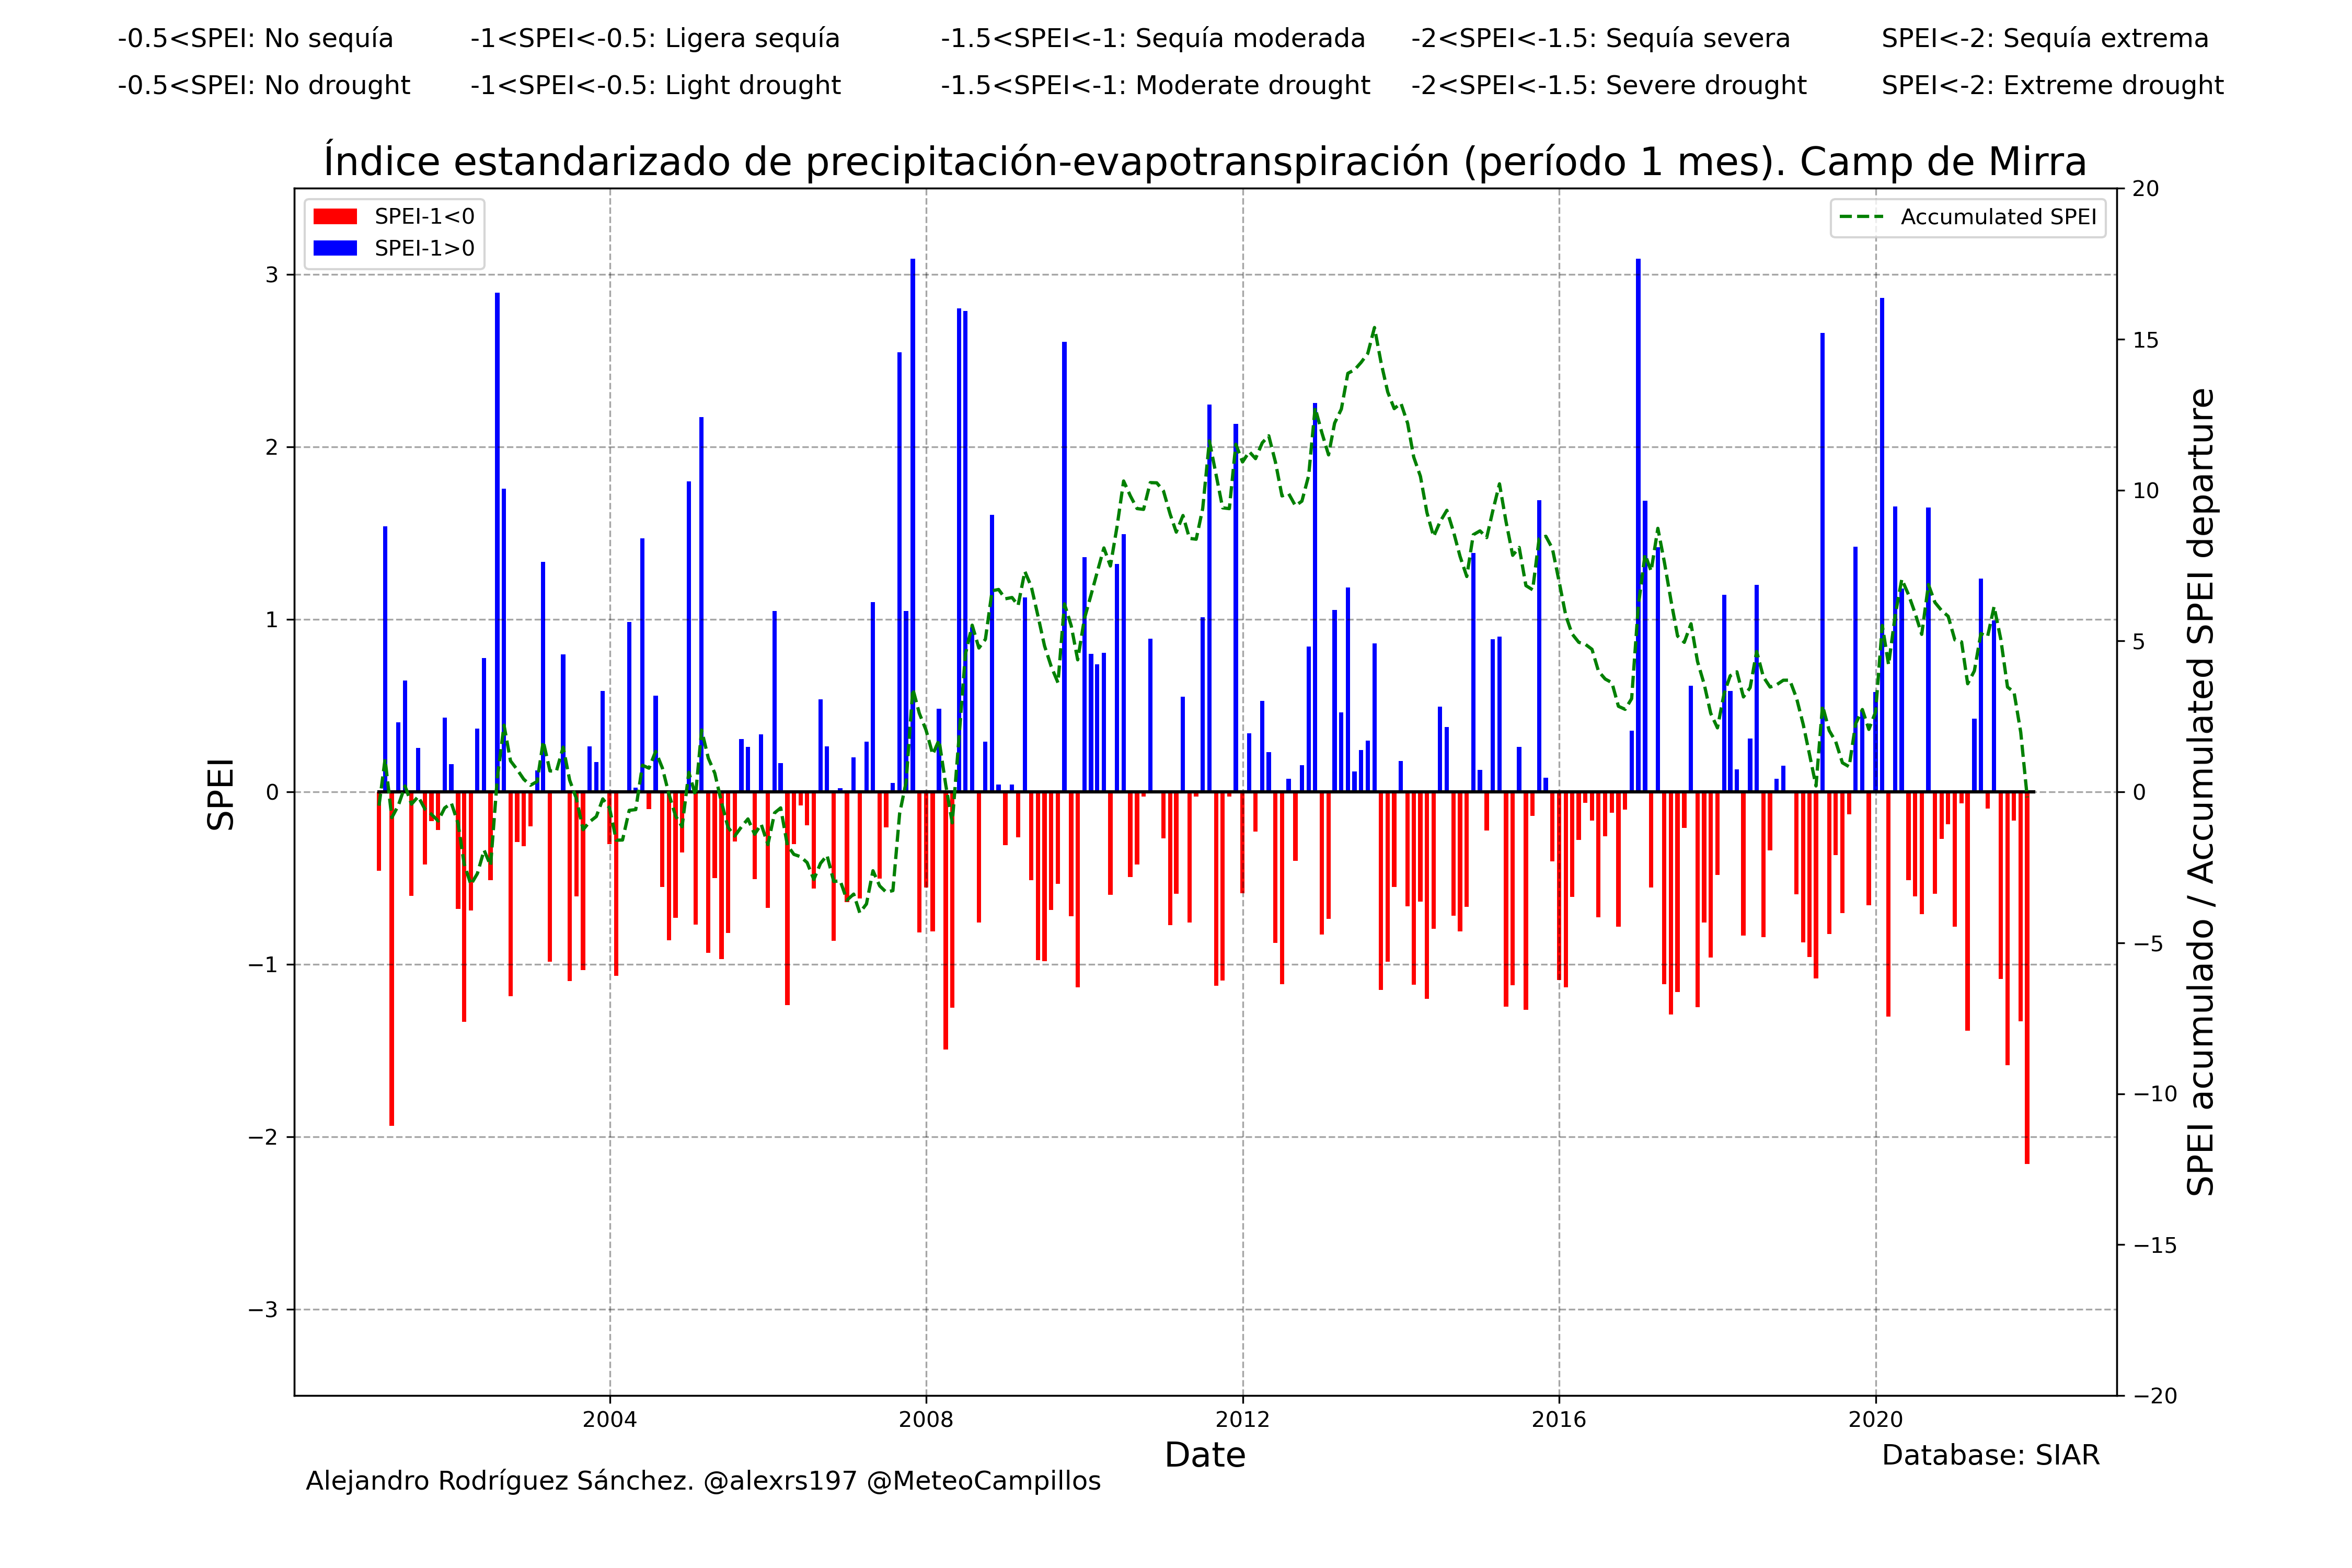 -0.5<SPEI: No sequía -1<SPEI<-0.5: Ligera sequía -1.5<SPEI<-1: Sequía moderada -2<SPEI<-1.5: Sequía severa SPEI<-2: Sequía extrema
-0.5<SPEI: No drought -1<SPEI<-0.5: Light drought -1.5<SPEI<-1: Moderate drought -2<SPEI<-1.5: Severe drought SPEI<-2: Extreme drought
Índice estandarizado de precipitación-evapotranspiración (período 1 mes). Camp de Mirra
SPEI-1<0
SPEI-1>0
Accumulated SPEI
SPEI
3
2
1
0
−1
−2
−3
20
15
10
5
0
−5
−10
−15
−20
SPEI acumulado / Accumulated SPEI departure
2004 2008 2012 2016 2020
Date
Database: SIAR
Alejandro Rodríguez Sánchez. @alexrs197 @MeteoCampillos